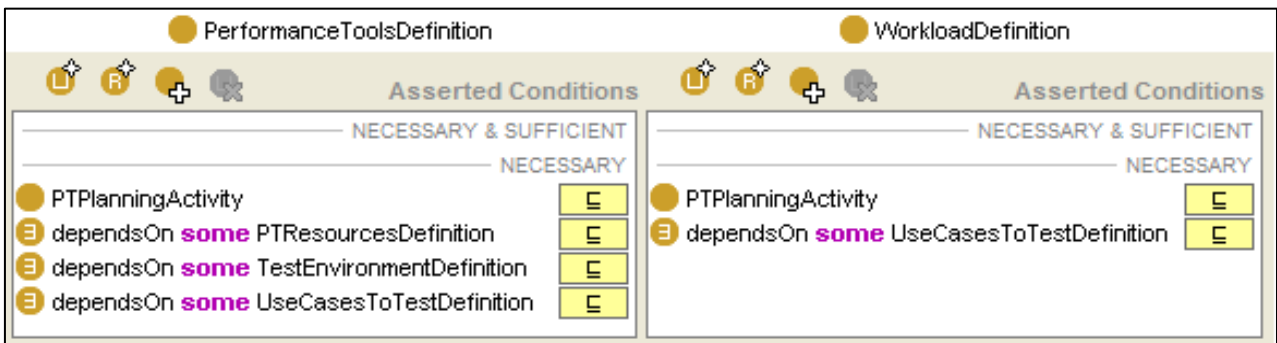 PerformanceToolsDefinition
Asserted Conditions
NECESSARY & SUFFICIENT
NECESSARY
PTPlanningActivity ⊑
dependsOn some PTResourcesDefinition ⊑
dependsOn some TestEnvironmentDefinition ⊑
dependsOn some UseCasesToTestDefinition ⊑
WorkloadDefinition
Asserted Conditions
NECESSARY & SUFFICIENT
NECESSARY
PTPlanningActivity ⊑
dependsOn some UseCasesToTestDefinition ⊑